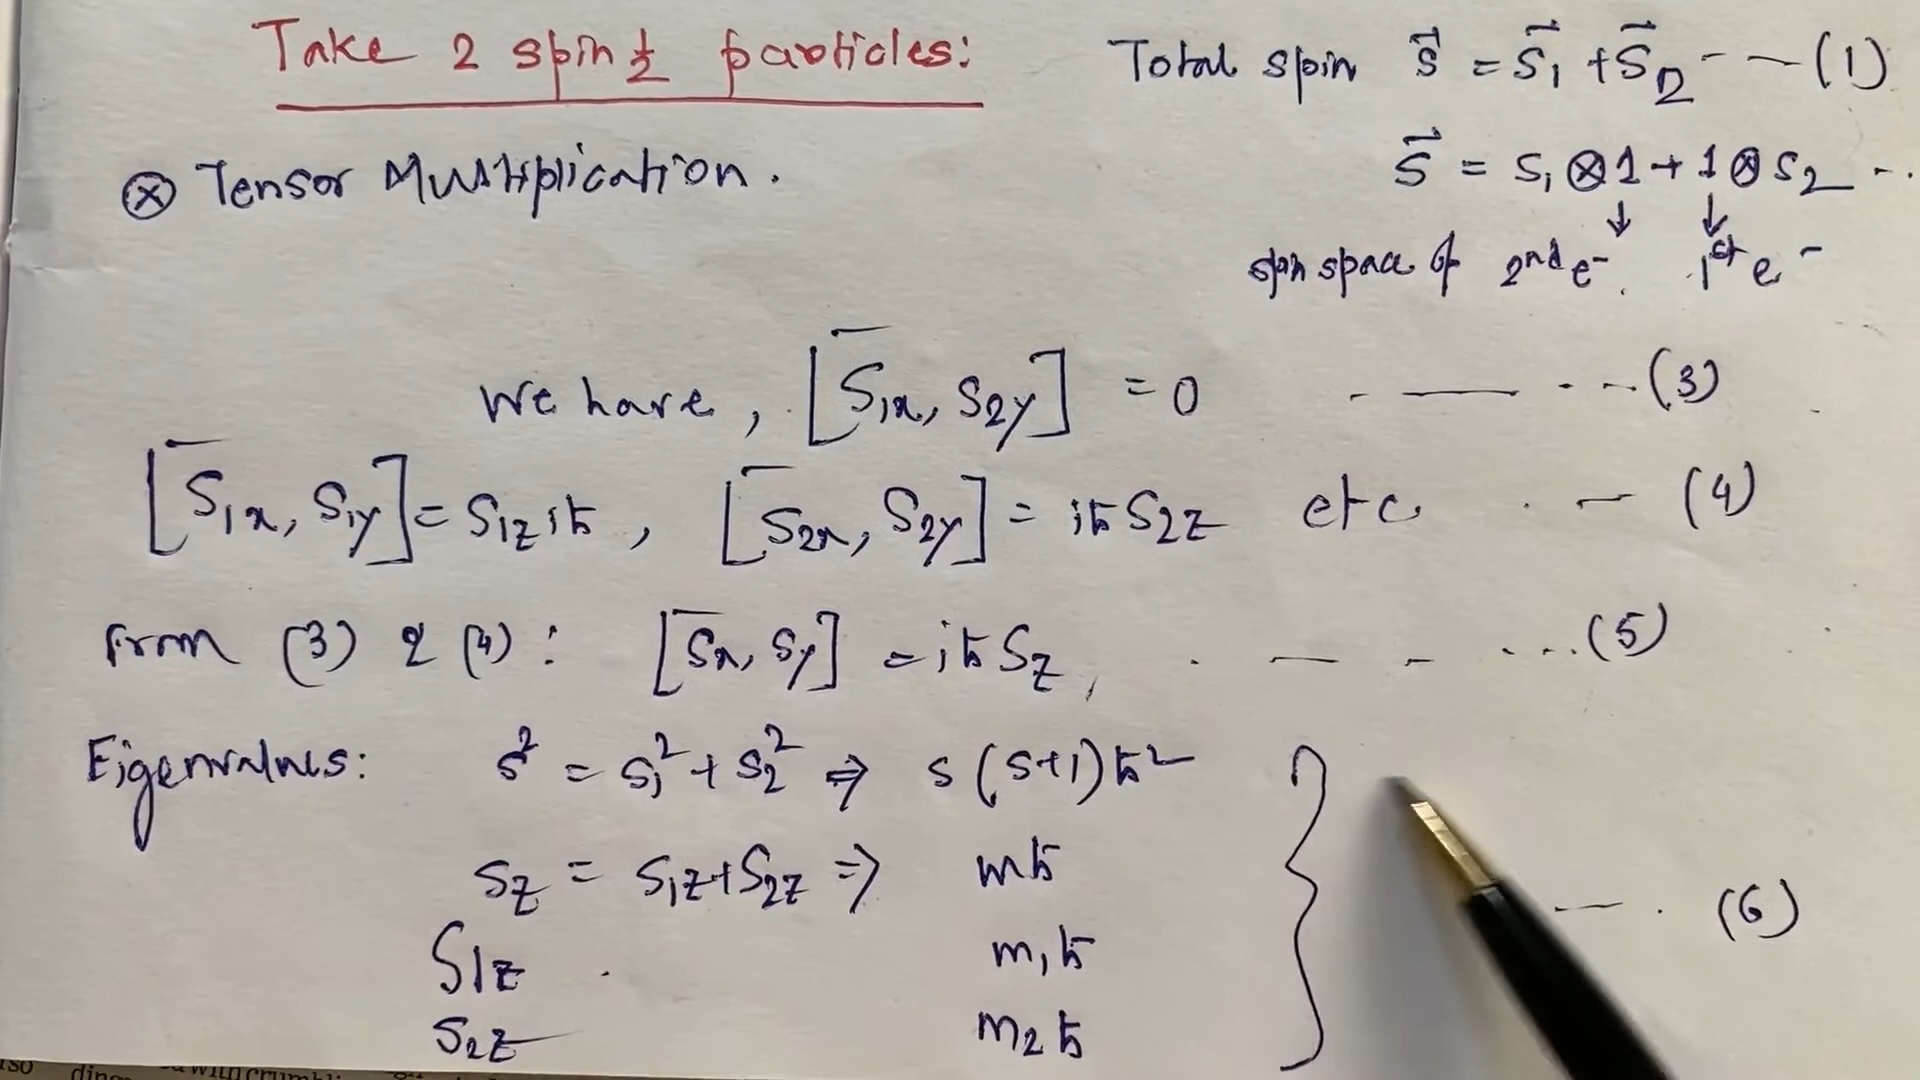 Take 2 spin ½ particles:
Total spin S⃗ = S⃗₁ + S⃗₂ - - — (1)
⊗ Tensor Multiplication.
S⃗ = S₁ ⊗ 1 + 1 ⊗ S₂ - .
↓ ↓
spin space of 2nd e⁻ 1st e⁻
We have, [S₁ₓ, S₂y] = 0 - — - - - (3)
[S₁ₓ, S₁y] = S₁z iħ, [S₂ₓ, S₂y] = iħ S₂z etc. - — (4)
From (3) & (4): [Sₓ, Sy] = iħ Sz, . — - ... (5)
Eigenvalues: s² = s₁² + s₂² ⇒ s(s+1)ħ²
Sz = S₁z + S₂z ⇒ mħ
— . (6)
S₁z . m₁ħ
S₂z m₂ħ